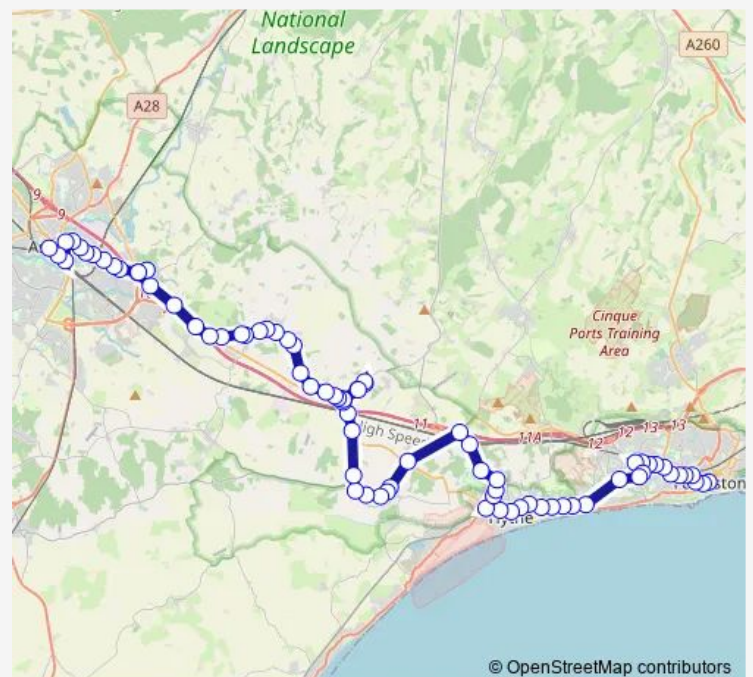 National
Landscape
A260
A28
9
9
Cinque
Ports Training
Area
11
High Speed
11A
12
12
13
13
Hythe
© OpenStreetMap contributors